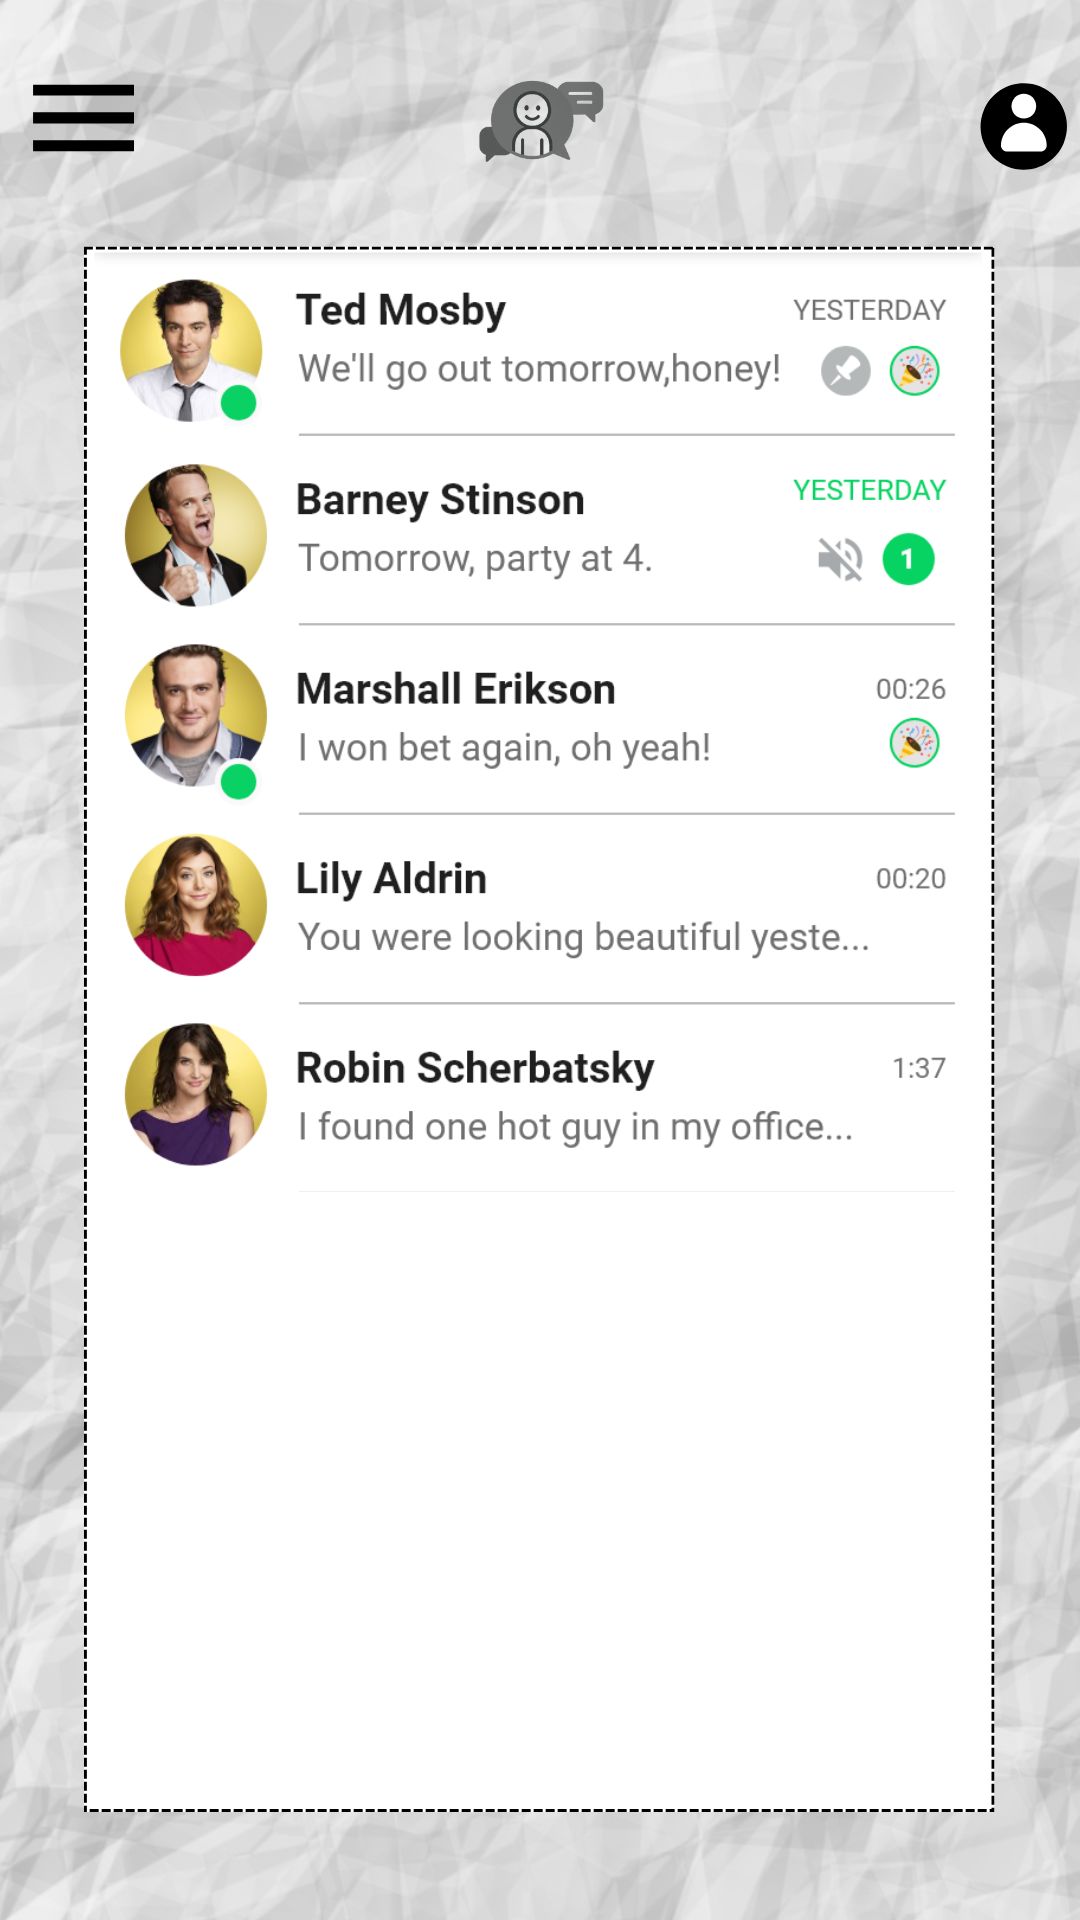 Ted Mosby
YESTERDAY
We'll go out tomorrow,honey!
Barney Stinson
YESTERDAY
Tomorrow, party at 4.
1
Marshall Erikson
00:26
I won bet again, oh yeah!
Lily Aldrin
00:20
You were looking beautiful yeste...
Robin Scherbatsky
1:37
I found one hot guy in my office...